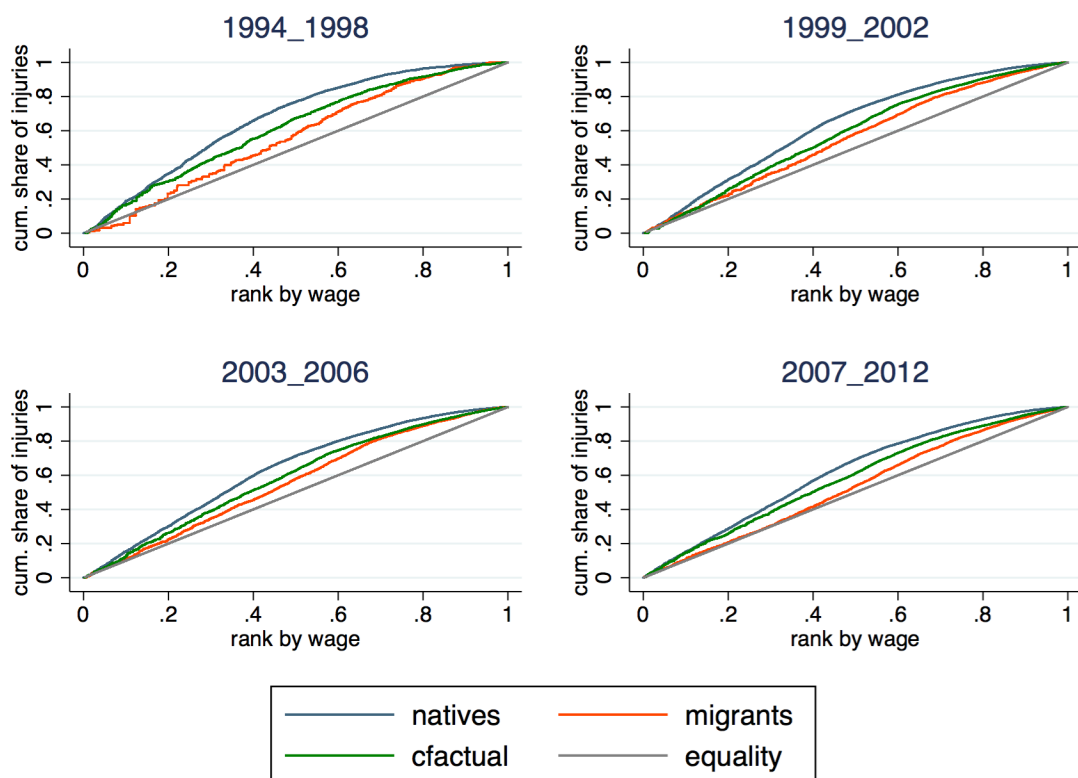 1994_1998
cum. share of injuries
0 .2 .4 .6 .8 1
0 .2 .4 .6 .8 1
rank by wage
1999_2002
cum. share of injuries
0 .2 .4 .6 .8 1
0 .2 .4 .6 .8 1
rank by wage
2003_2006
cum. share of injuries
0 .2 .4 .6 .8 1
0 .2 .4 .6 .8 1
rank by wage
2007_2012
cum. share of injuries
0 .2 .4 .6 .8 1
0 .2 .4 .6 .8 1
rank by wage
natives migrants
cfactual equality